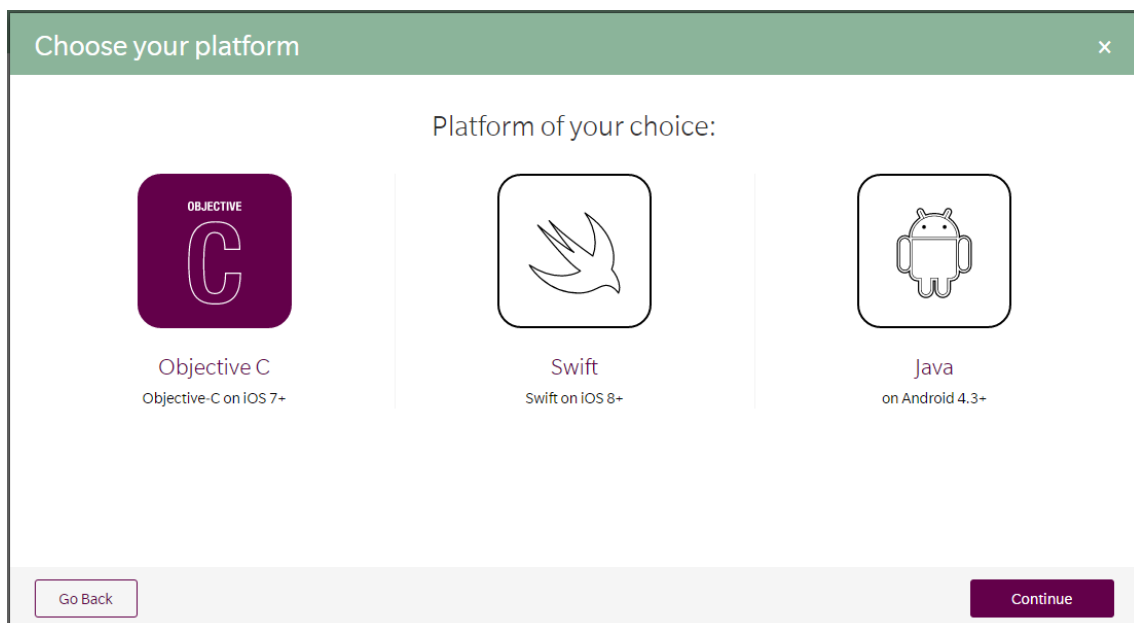 Choose your platform
×
Platform of your choice:
OBJECTIVE
C
Objective C
Objective-C on iOS 7+
Swift
Swift on iOS 8+
Java
on Android 4.3+
Go Back
Continue